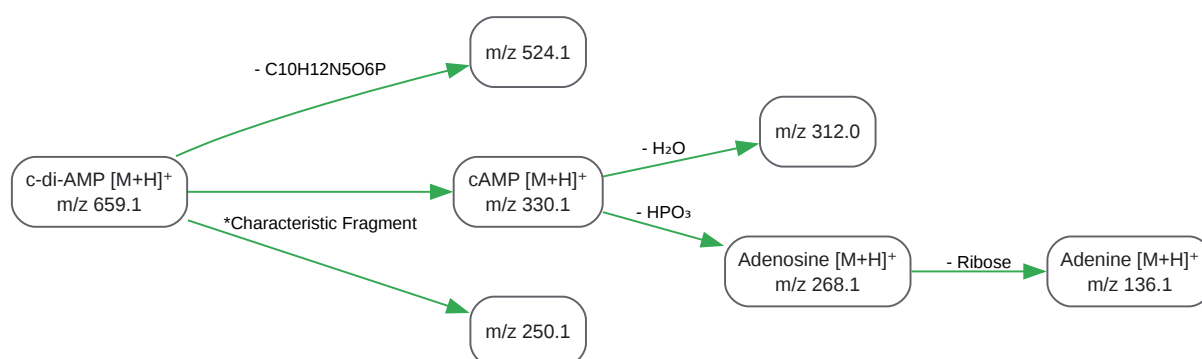 m/z 524.1
- C10H12N5O6P
m/z 312.0
- H₂O
c-di-AMP [M+H]⁺
m/z 659.1
cAMP [M+H]⁺
m/z 330.1
- HPO₃
*Characteristic Fragment
Adenosine [M+H]⁺
m/z 268.1
- Ribose
Adenine [M+H]⁺
m/z 136.1
m/z 250.1